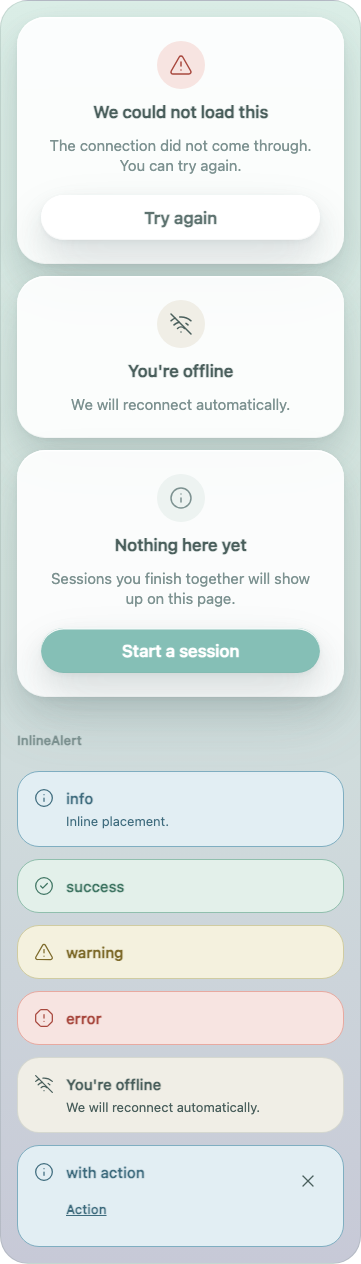 We could not load this
The connection did not come through.
You can try again.
Try again
You're offline
We will reconnect automatically.
Nothing here yet
Sessions you finish together will show
up on this page.
Start a session
InlineAlert
info
Inline placement.
success
warning
error
You're offline
We will reconnect automatically.
with action
Action